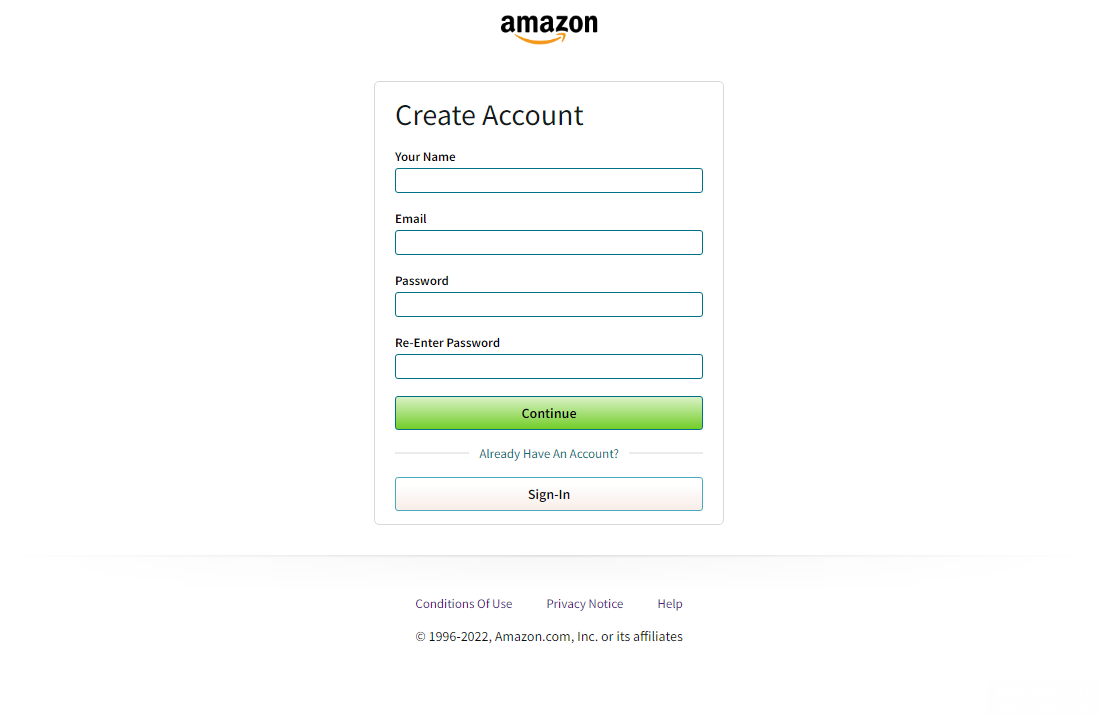 amazon
Create Account
Your Name
Email
Password
Re-Enter Password
Continue
Already Have An Account?
Sign-In
Conditions Of Use Privacy Notice Help
© 1996-2022, Amazon.com, Inc. or its affiliates